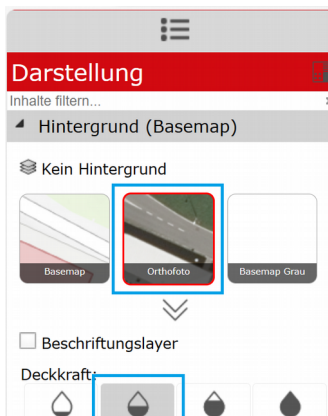 Darstellung
Inhalte filtern...
Hintergrund (Basemap)
Kein Hintergrund
Basemap Orthofoto Basemap Grau
Beschriftungslayer
Deckkraft: